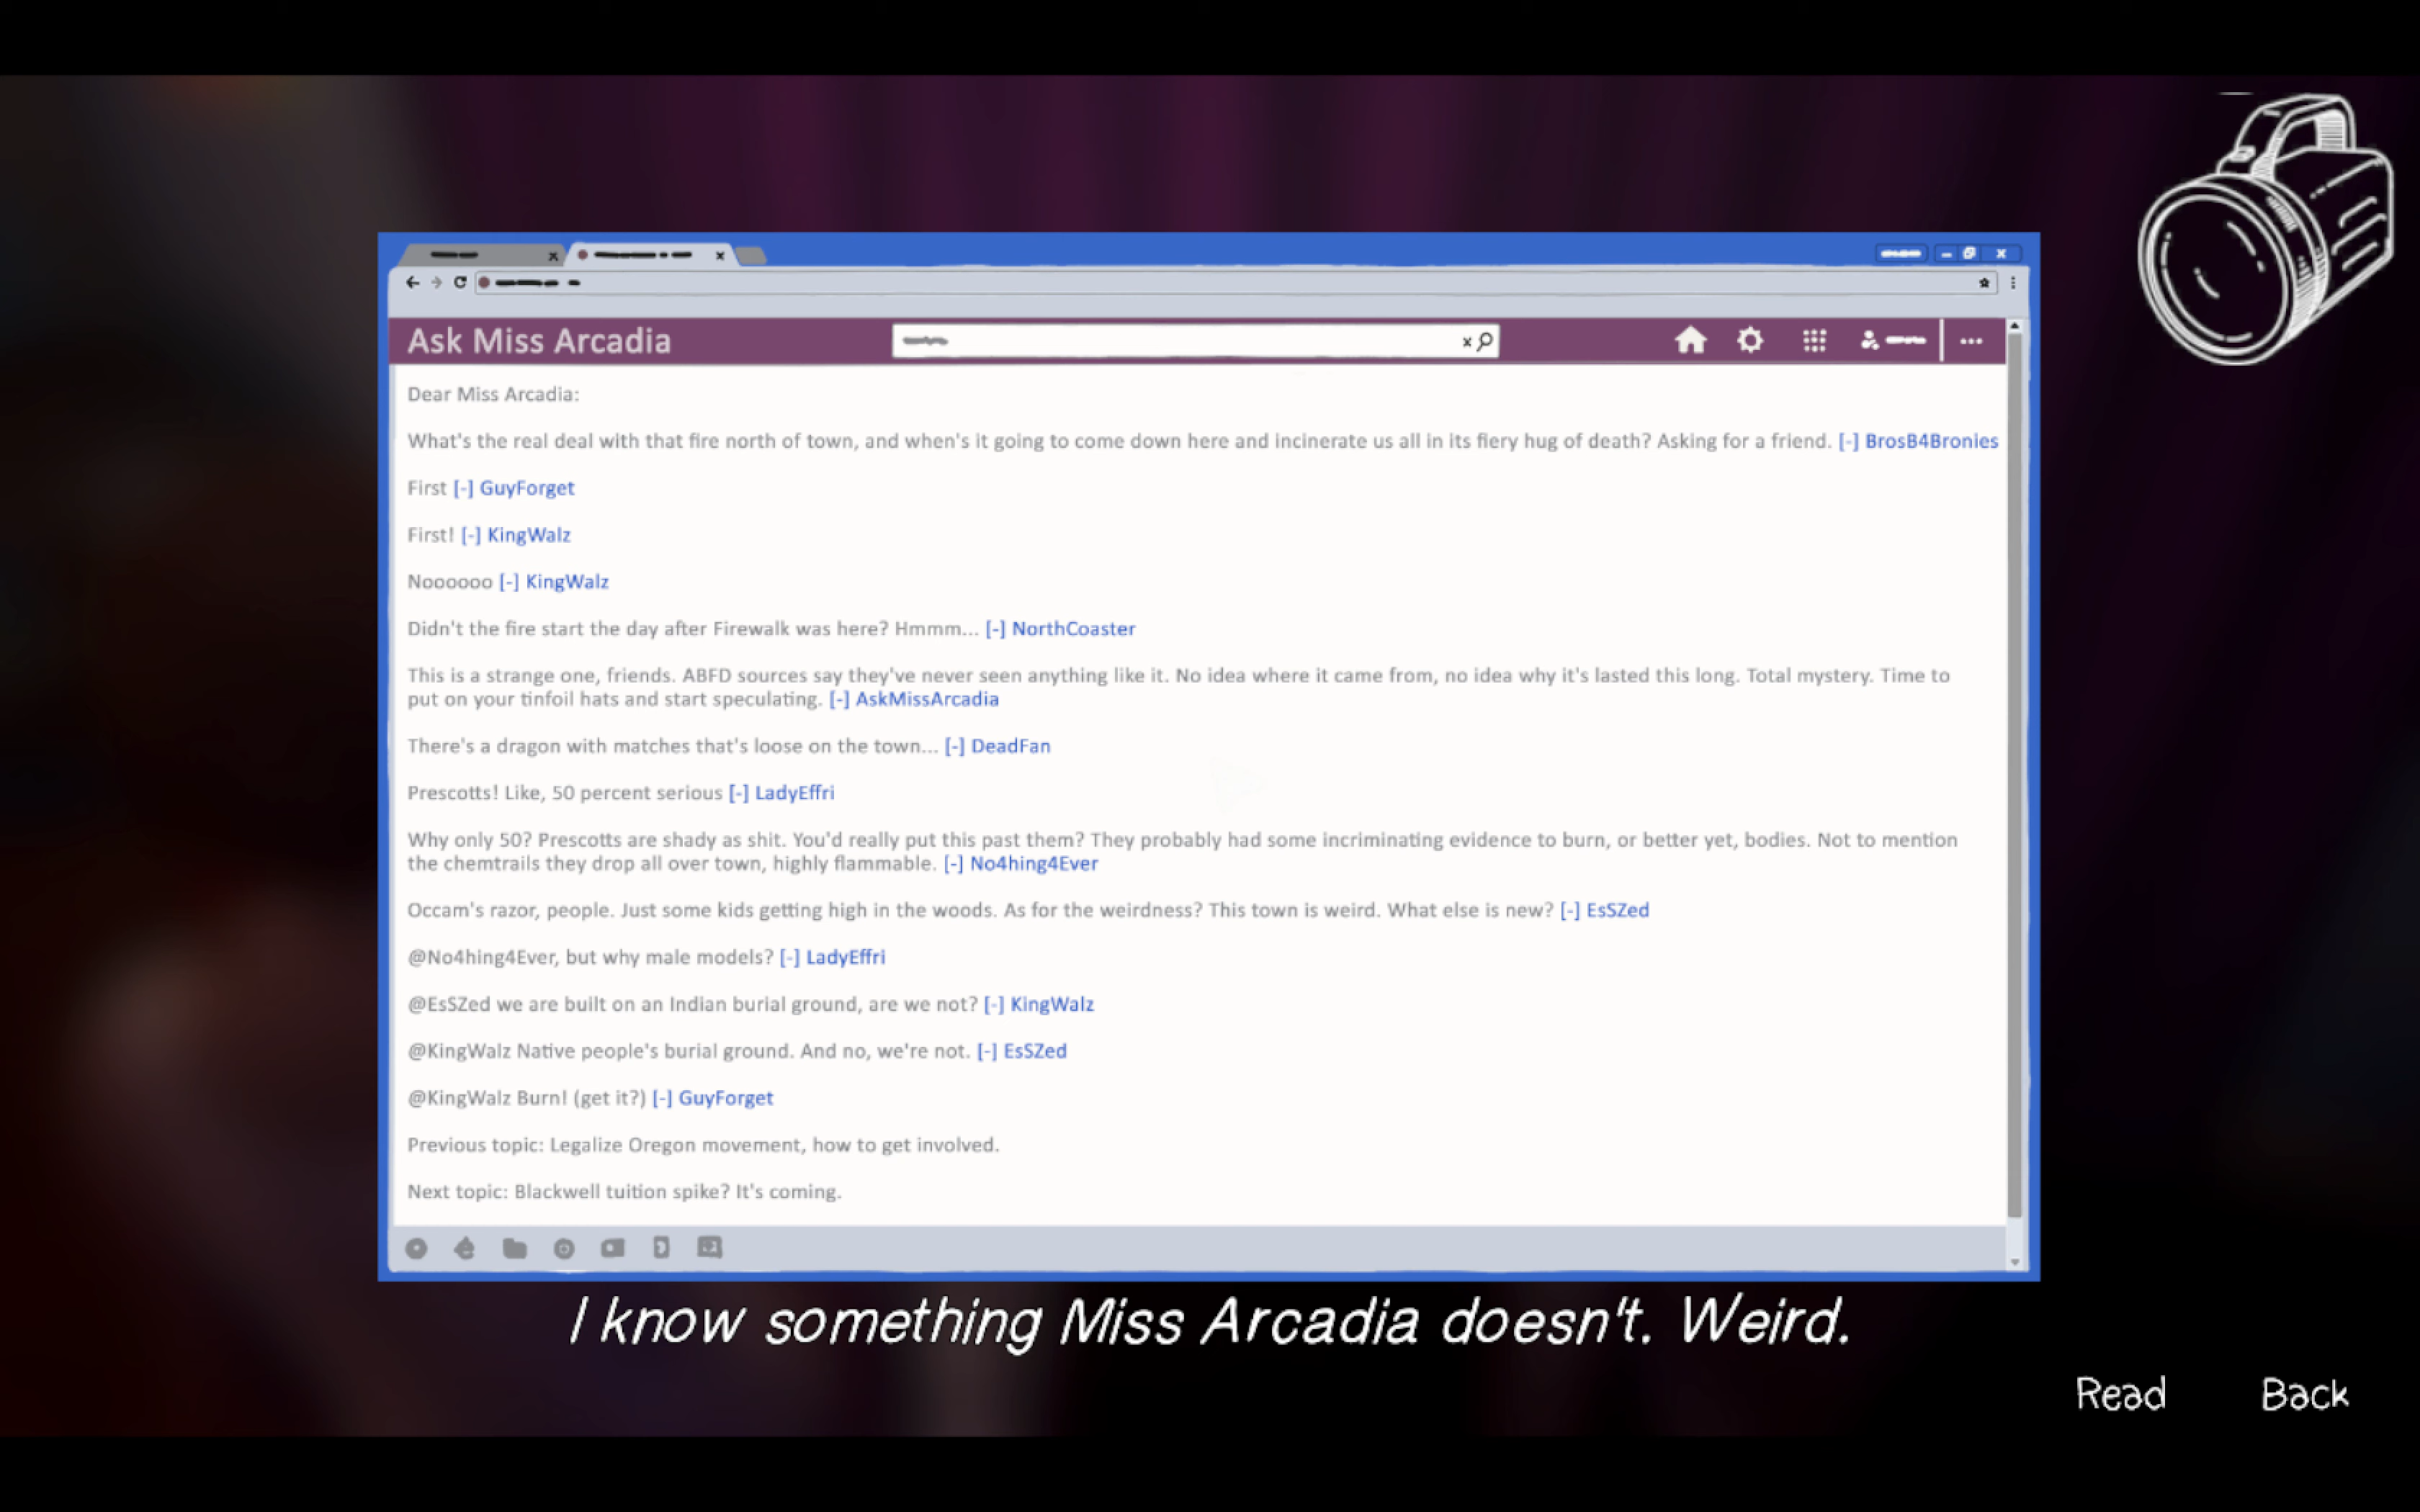 Ask Miss Arcadia
Dear Miss Arcadia:
What's the real deal with that fire north of town, and when's it going to come down here and incinerate us all in its fiery hug of death? Asking for a friend. [-] BrosB4Bronies
First [-] GuyForget
First! [-] KingWalz
Noooooo [-] KingWalz
Didn't the fire start the day after Firewalk was here? Hmmm... [-] NorthCoaster
This is a strange one, friends. ABFD sources say they've never seen anything like it. No idea where it came from, no idea why it's lasted this long. Total mystery. Time to
put on your tinfoil hats and start speculating. [-] AskMissArcadia
There's a dragon with matches that's loose on the town... [-] DeadFan
Prescotts! Like, 50 percent serious [-] LadyEffri
Why only 50? Prescotts are shady as shit. You'd really put this past them? They probably had some incriminating evidence to burn, or better yet, bodies. Not to mention
the chemtrails they drop all over town, highly flammable. [-] No4hing4Ever
Occam's razor, people. Just some kids getting high in the woods. As for the weirdness? This town is weird. What else is new? [-] EsSZed
@No4hing4Ever, but why male models? [-] LadyEffri
@EsSZed we are built on an Indian burial ground, are we not? [-] KingWalz
@KingWalz Native people's burial ground. And no, we're not. [-] EsSZed
@KingWalz Burn! (get it?) [-] GuyForget
Previous topic: Legalize Oregon movement, how to get involved.
Next topic: Blackwell tuition spike? It's coming.
I know something Miss Arcadia doesn't. Weird.
Read
Back